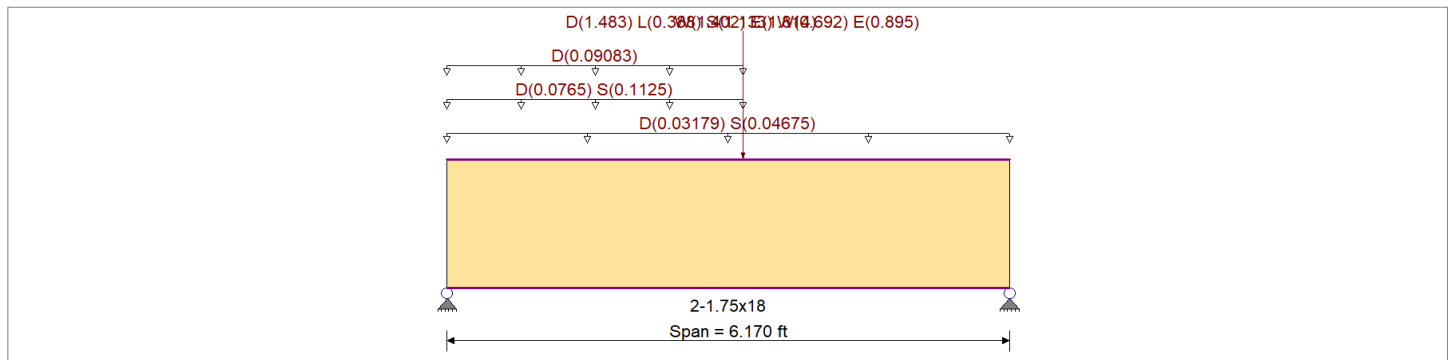 D(1.483) L(0.388) E(0.895)
D(0.09083)
D(0.0765) S(0.1125)
D(0.03179) S(0.04675)
2-1.75x18
Span = 6.170 ft